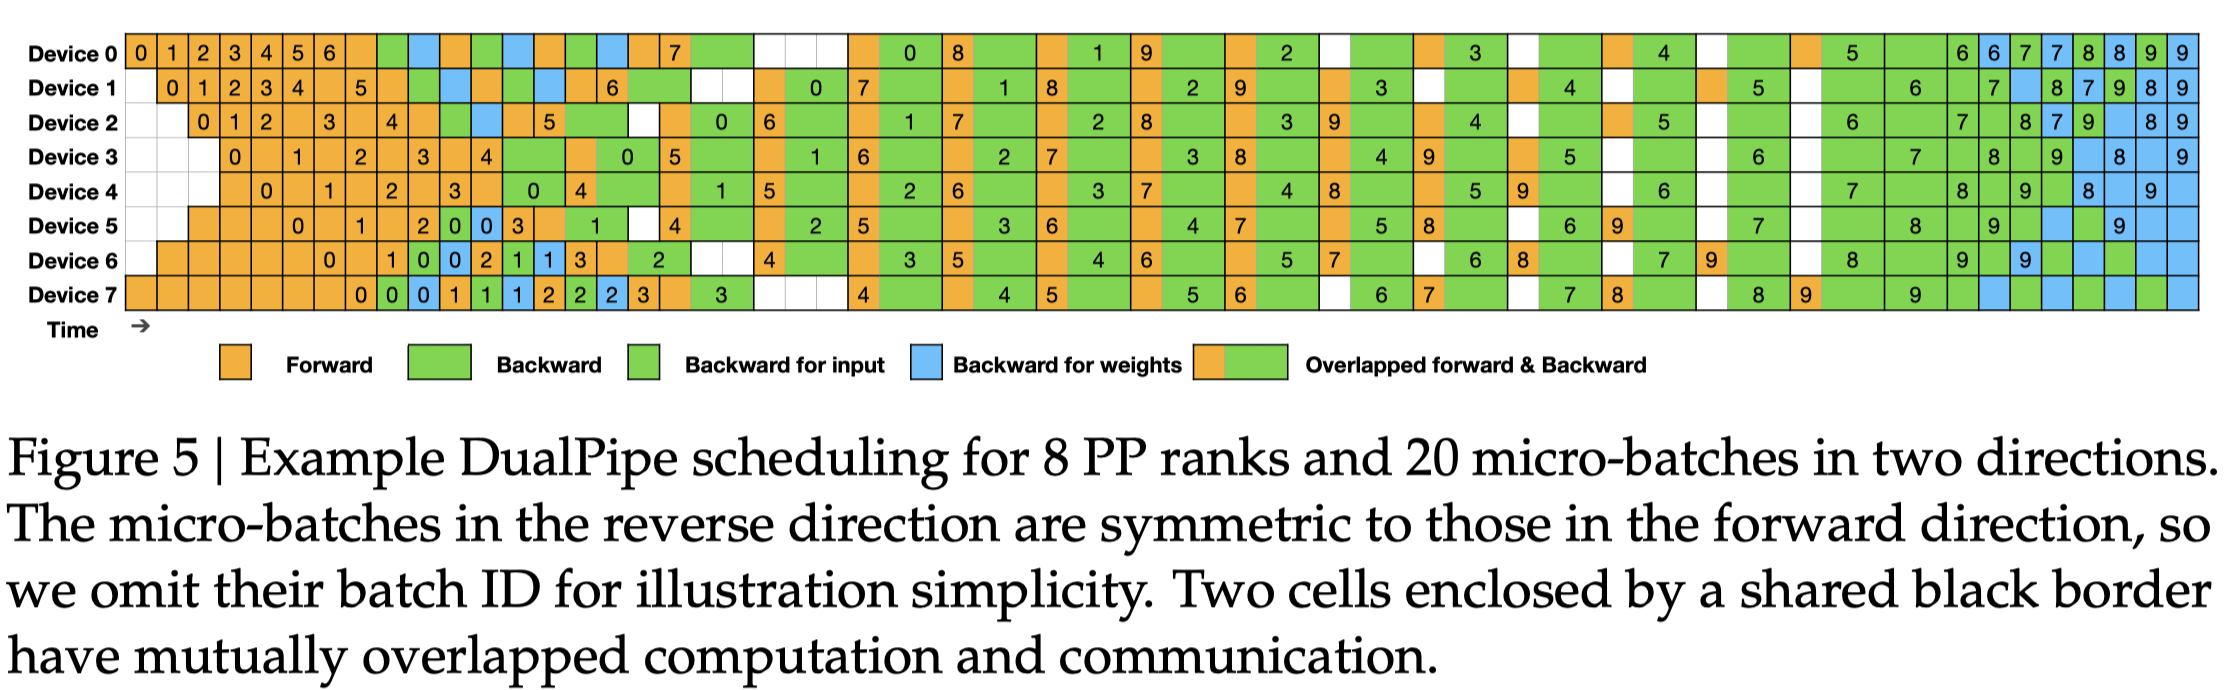 Device 0 0 1 2 3 4 5 6 7 0 8 1 9 2 3 4 5 6 6 7 7 8 8 9 9
Device 1 0 1 2 3 4 5 6 0 7 1 8 2 9 3 4 5 6 7 8 7 9 8 9
Device 2 0 1 2 3 4 5 0 6 1 7 2 8 3 9 4 5 6 7 8 7 9 8 9
Device 3 0 1 2 3 4 0 5 1 6 2 7 3 8 4 9 5 6 7 8 9 8 9
Device 4 0 1 2 3 0 4 1 5 2 6 3 7 4 8 5 9 6 7 8 9 8 9
Device 5 0 1 2 0 0 3 1 4 2 5 3 6 4 7 5 8 6 9 7 8 9 9
Device 6 0 1 0 0 2 1 1 3 2 4 3 5 4 6 5 7 6 8 7 9 8 9 9
Device 7 0 0 0 1 1 1 2 2 2 3 3 4 4 5 5 6 6 7 7 8 8 9 9
Time →
Forward Backward Backward for input Backward for weights Overlapped forward & Backward
Figure 5 | Example DualPipe scheduling for 8 PP ranks and 20 micro-batches in two directions.
The micro-batches in the reverse direction are symmetric to those in the forward direction, so
we omit their batch ID for illustration simplicity. Two cells enclosed by a shared black border
have mutually overlapped computation and communication.